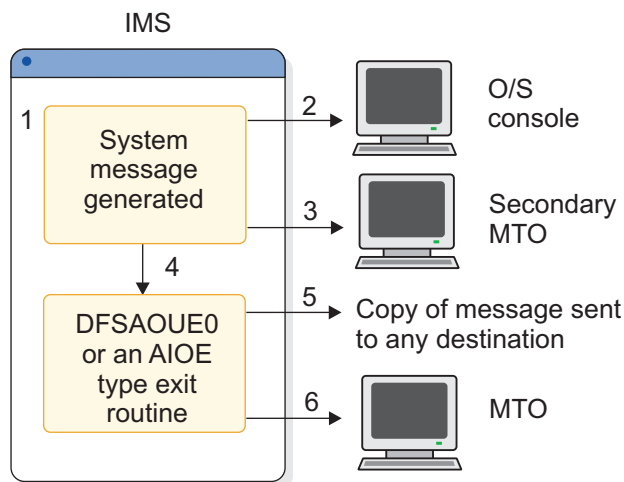 IMS
1
System
message
generated
2
O/S
console
3
Secondary
MTO
4
DFSAOUE0
or an AIOE
type exit
routine
5
Copy of message sent
to any destination
6
MTO